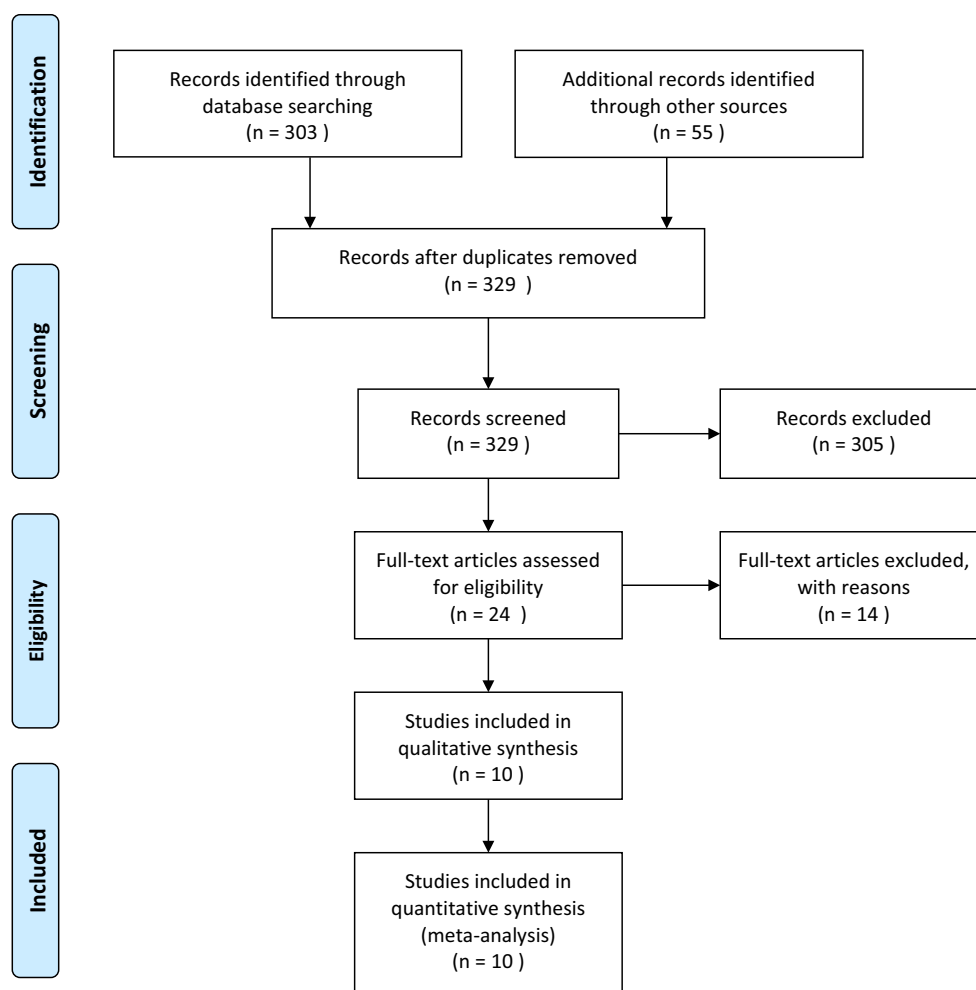 Identification
Records identified through
database searching
(n = 303 )
Additional records identified
through other sources
(n = 55 )
Records after duplicates removed
(n = 329 )
Screening
Records screened
(n = 329 )
Records excluded
(n = 305 )
Eligibility
Full-text articles assessed
for eligibility
(n = 24 )
Full-text articles excluded,
with reasons
(n = 14 )
Studies included in
qualitative synthesis
(n = 10 )
Included
Studies included in
quantitative synthesis
(meta-analysis)
(n = 10 )